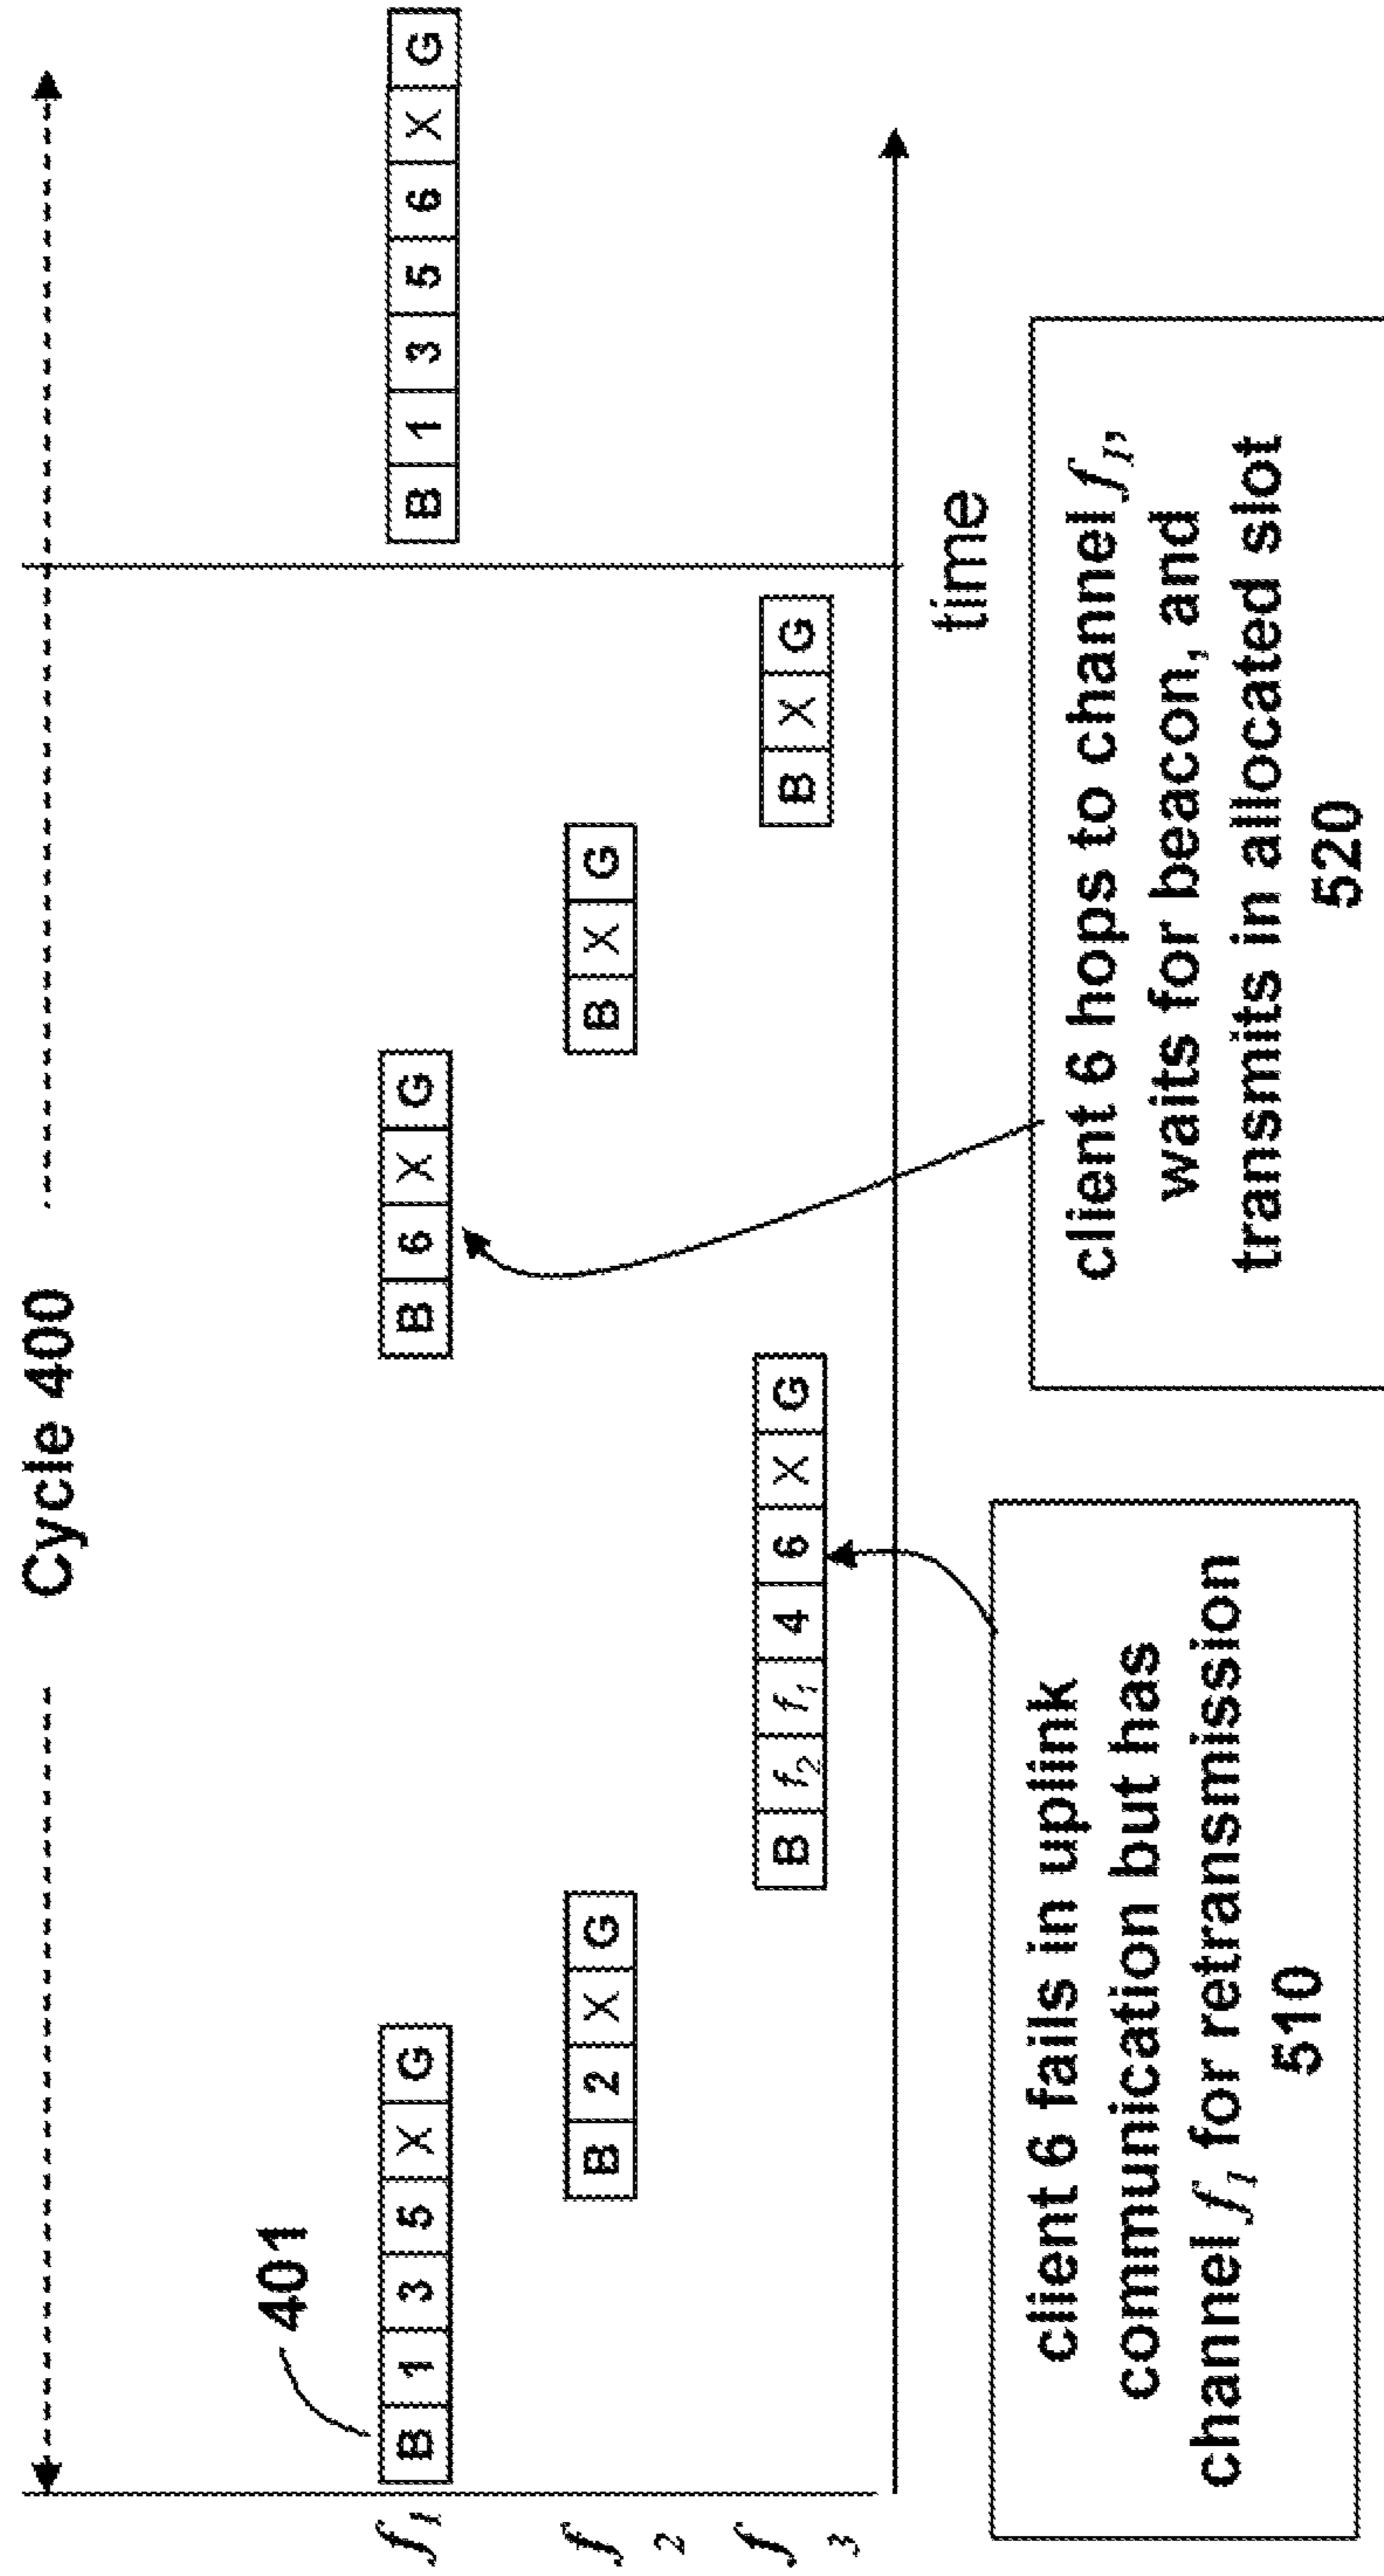 Cycle 400
401
f1 B 1 3 5 X G B 6 X G B 1 3 5 6 X G
f2 B 2 X G B X G
f3 B f2 f1 4 6 X G B X G
time
client 6 fails in uplink
communication but has
channel f1 for retransmission
510
client 6 hops to channel f1,
waits for beacon, and
transmits in allocated slot
520